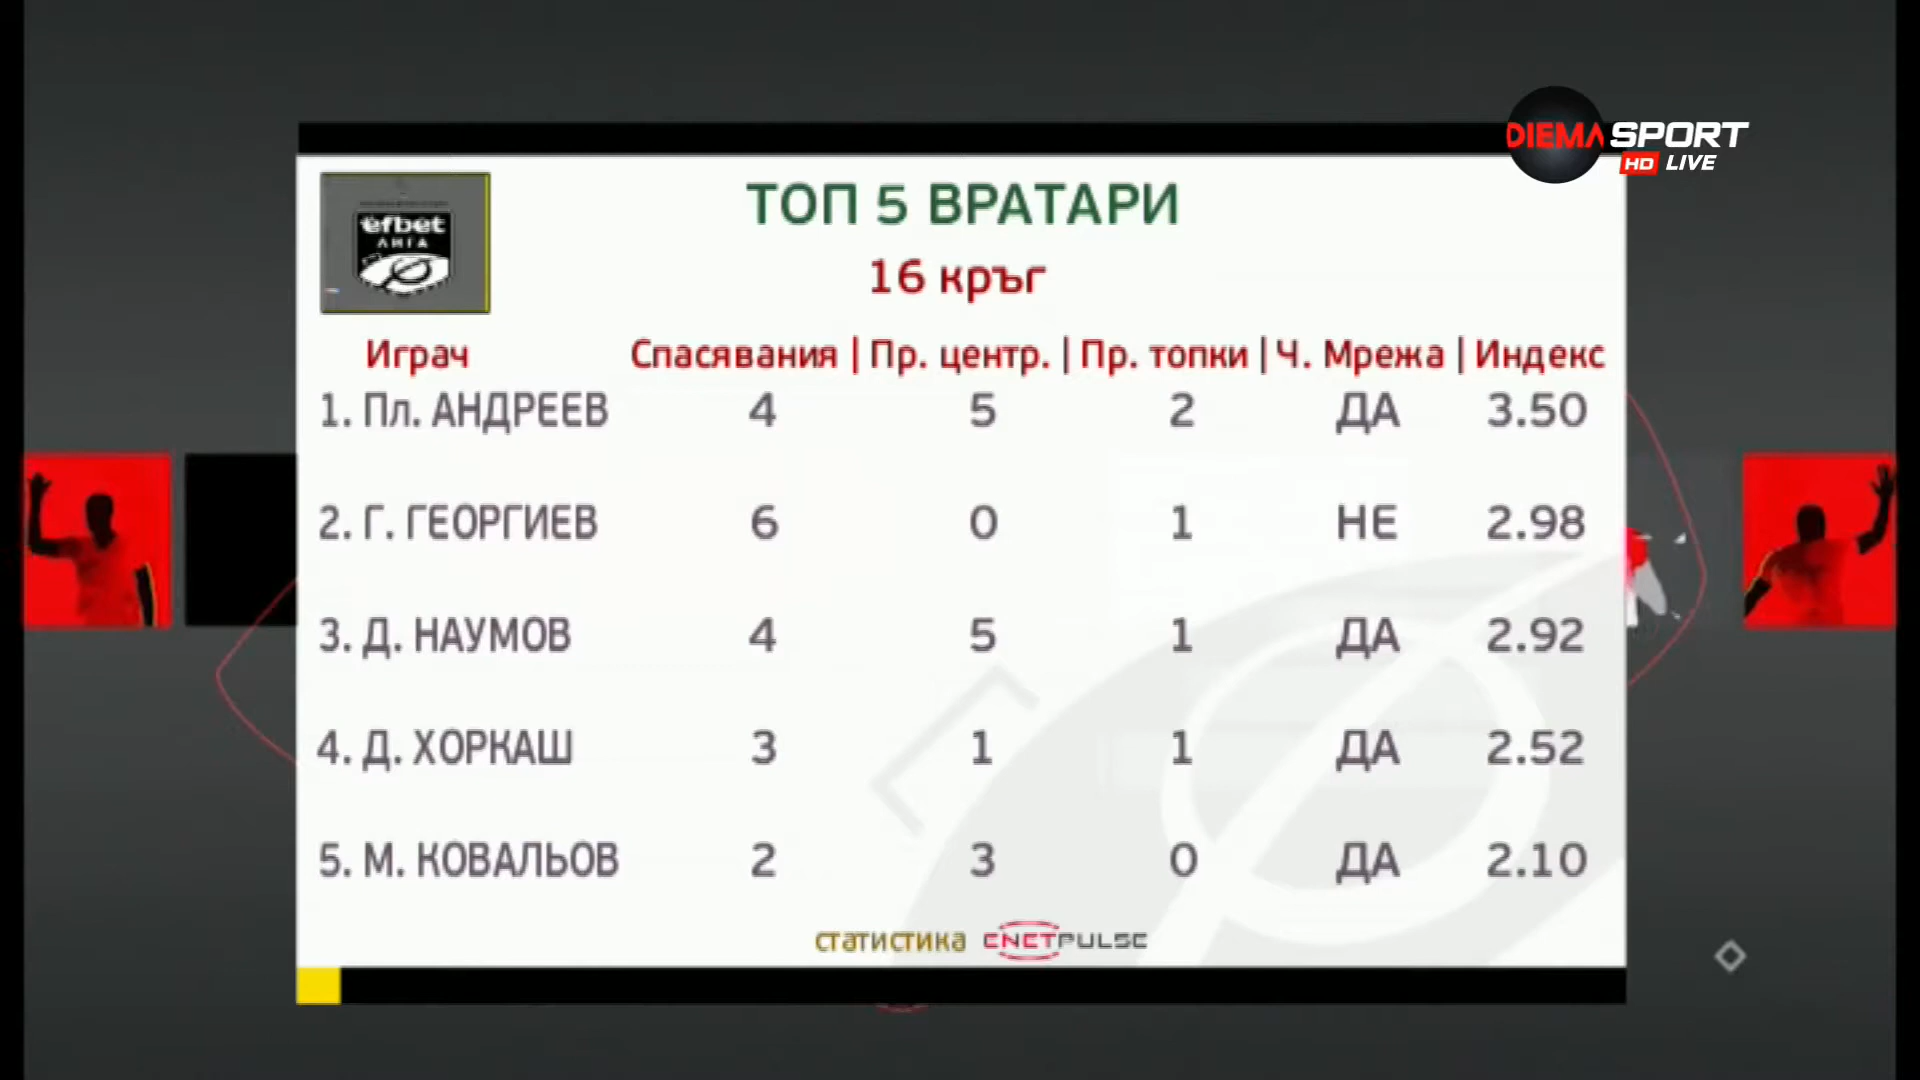 DIEMA SPORT
HD LIVE
efbet
ЛИГА
ТОП 5 ВРАТАРИ
16 кръг
Играч Спасявания | Пр. центр. | Пр. топки | Ч. Мрежа | Индекс
1. Пл. АНДРЕЕВ 4 5 2 ДА 3.50
2. Г. ГЕОРГИЕВ 6 0 1 НЕ 2.98
3. Д. НАУМОВ 4 5 1 ДА 2.92
4. Д. ХОРКАШ 3 1 1 ДА 2.52
5. М. КОВАЛЬОВ 2 3 0 ДА 2.10
статистика CNETPULSE